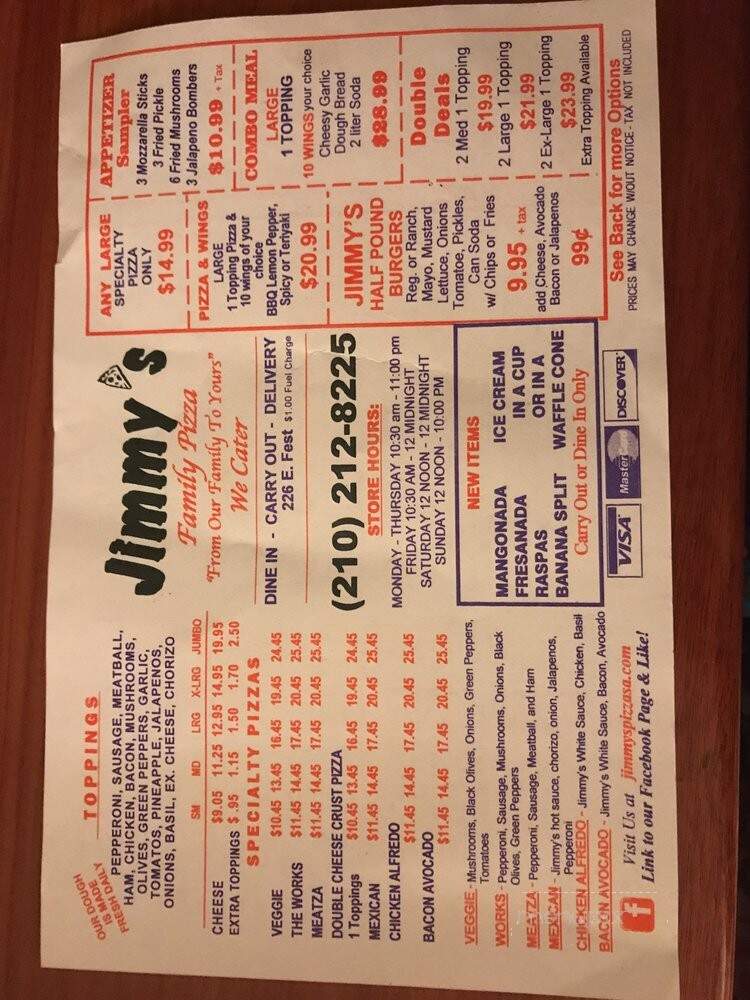 OUR DOUGH
IS MADE
FRESH DAILY
TOPPINGS
PEPPERONI, SAUSAGE, MEATBALL,
HAM, CHICKEN, BACON, MUSHROOMS,
OLIVES, GREEN PEPPERS, GARLIC,
TOMATOS, PINEAPPLE, JALAPENOS,
ONIONS, BASIL, EX. CHEESE, CHORIZO
SM MD LRG X-LRG JUMBO
CHEESE $9.05 11.25 12.95 14.95 19.95
EXTRA TOPPINGS $ .95 1.15 1.50 1.70 2.50
SPECIALTY PIZZAS
VEGGIE $10.45 13.45 16.45 19.45 24.45
THE WORKS $11.45 14.45 17.45 20.45 25.45
MEATZA $11.45 14.45 17.45 20.45 25.45
DOUBLE CHEESE CRUST PIZZA
1 Toppings $10.45 13.45 16.45 19.45 24.45
MEXICAN $11.45 14.45 17.45 20.45 25.45
CHICKEN ALFREDO
$11.45 14.45 17.45 20.45 25.45
BACON AVOCADO
$11.45 14.45 17.45 20.45 25.45
VEGGIE - Mushrooms, Black Olives, Onions, Green Peppers,
Tomatoes
WORKS - Pepperoni, Sausage, Mushrooms, Onions, Black
Olives, Green Peppers
MEATZA - Pepperoni, Sausage, Meatball, and Ham
MEXICAN - Jimmy's hot sauce, chorizo, onion, Jalapenos,
Pepperoni
CHICKEN ALFREDO - Jimmy's White Sauce, Chicken, Basil
BACON AVOCADO - Jimmy's White Sauce, Bacon, Avocado
f
Visit Us at jimmyspizzasa.com
Link to our Facebook Page & Like!
Jimmy's
Family Pizza
"From Our Family To Yours"
We Cater
DINE IN - CARRY OUT - DELIVERY
226 E. Fest $1.00 Fuel Charge
(210) 212-8225
STORE HOURS:
MONDAY - THURSDAY 10:30 am - 11:00 pm
FRIDAY 10:30 AM - 12 MIDNIGHT
SATURDAY 12 NOON - 12 MIDNIGHT
SUNDAY 12 NOON - 10:00 PM
NEW ITEMS
MANGONADA ICE CREAM
FRESANADA IN A CUP
RASPAS OR IN A
BANANA SPLIT WAFFLE CONE
Carry Out or Dine In Only
VISA MasterCard DISCOVER
ANY LARGE
SPECIALTY
PIZZA
ONLY
$14.99
PIZZA & WINGS
LARGE
1 Topping Pizza &
10 wings of your
choice
BBQ Lemon Pepper,
Spicy or Teriyaki
$20.99
JIMMY'S
HALF POUND
BURGERS
Reg. or Ranch,
Mayo, Mustard
Lettuce, Onions
Tomatoe, Pickles,
Can Soda
w/ Chips or Fries
9.95 + tax
add Cheese, Avocado
Bacon or Jalapenos
99¢
APPETIZER
Sampler
3 Mozzarella Sticks
3 Fried Pickle
6 Fried Mushrooms
3 Jalapeno Bombers
$10.99 + Tax
COMBO MEAL
LARGE
1 TOPPING
10 WINGS your choice
Cheesy Garlic
Dough Bread
2 liter Soda
$28.99
Double
Deals
2 Med 1 Topping
$19.99
2 Large 1 Topping
$21.99
2 Ex-Large 1 Topping
$23.99
Extra Topping Available
See Back for more Options
PRICES MAY CHANGE W/OUT NOTICE - TAX NOT INCLUDED